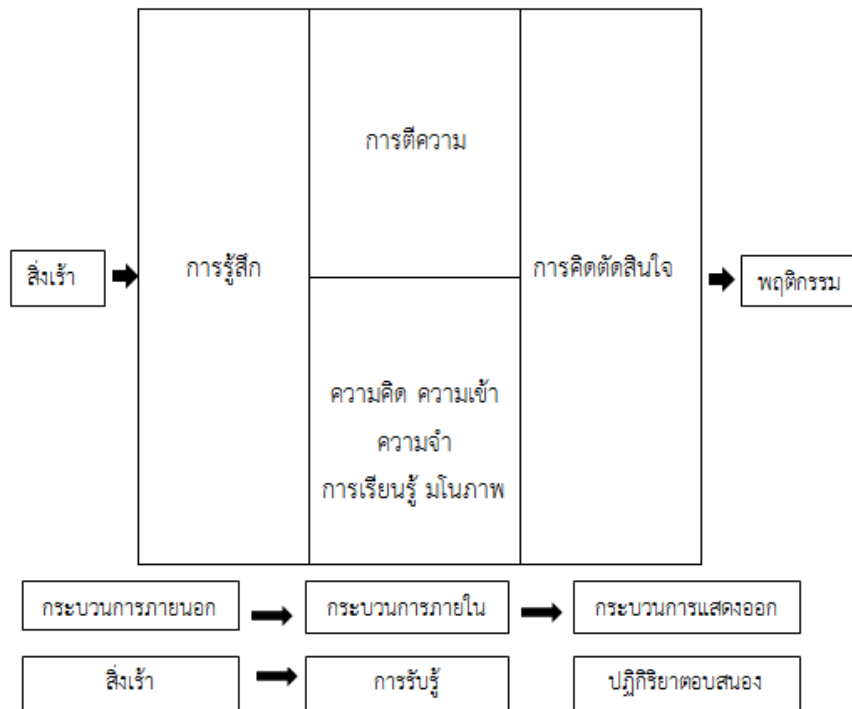 การตีความ
สิ่งเร้า
การรู้สึก
การคิดตัดสินใจ
พฤติกรรม
ความคิด ความเข้า
ความจำ
การเรียนรู้ มโนภาพ
กระบวนการภายนอก
กระบวนการภายใน
กระบวนการแสดงออก
สิ่งเร้า
การรับรู้
ปฏิกิริยาตอบสนอง